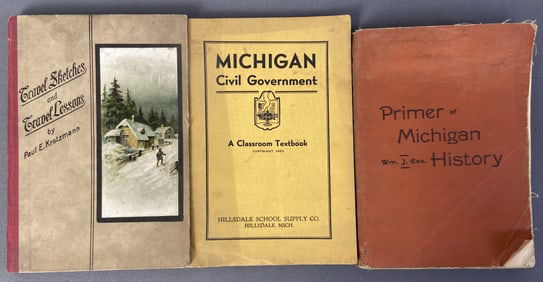 Travel Sketches
and
Travel Lessons
by
Paul E. Kretzmann
MICHIGAN
Civil Government
A Classroom Textbook
HILLSDALE SCHOOL SUPPLY CO.
HILLSDALE, MICH.
Primer of
Michigan
Wm. J. Cox. History